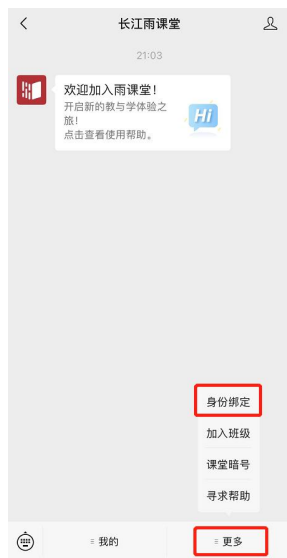 长江雨课堂
21:03
欢迎加入雨课堂！
开启新的教与学体验之
旅！
点击查看使用帮助。
Hi
身份绑定
加入班级
课堂暗号
寻求帮助
我的
更多